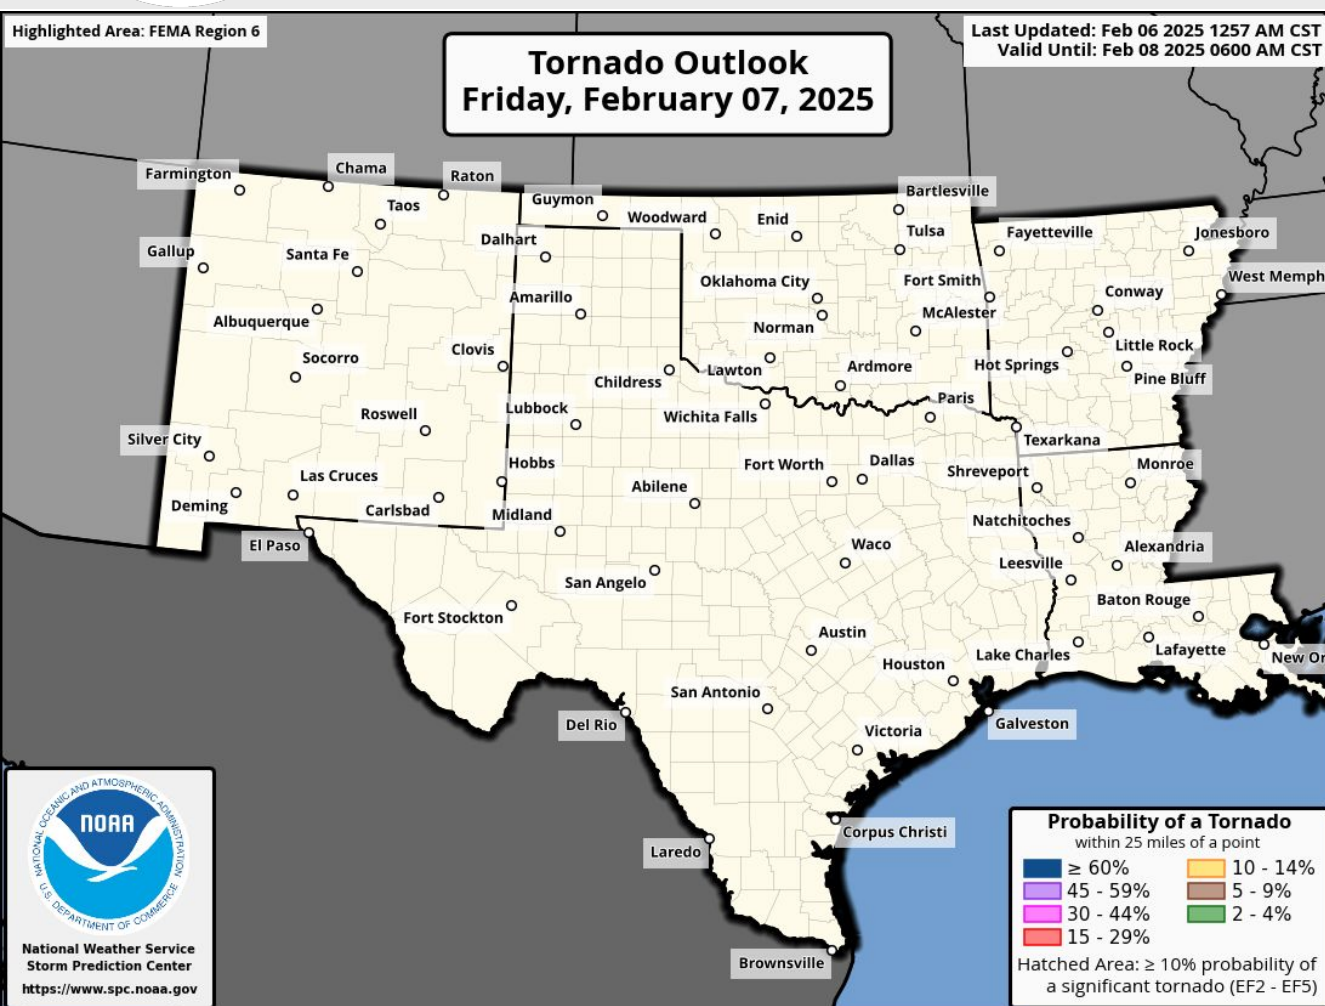 Highlighted Area: FEMA Region 6
Last Updated: Feb 06 2025 1257 AM CST
Valid Until: Feb 08 2025 0600 AM CST
Tornado Outlook
Friday, February 07, 2025
Farmington
Chama
Raton
Guymon
Bartlesville
Taos
Woodward
Enid
Tulsa
Fayetteville
Jonesboro
Gallup
Santa Fe
Dalhart
Oklahoma City
Fort Smith
West Memph
Albuquerque
Amarillo
Norman
McAlester
Conway
Socorro
Clovis
Childress
Lawton
Ardmore
Hot Springs
Little Rock
Pine Bluff
Roswell
Lubbock
Wichita Falls
Paris
Silver City
Texarkana
Las Cruces
Hobbs
Abilene
Fort Worth
Dallas
Shreveport
Monroe
Deming
Carlsbad
Midland
Natchitoches
El Paso
San Angelo
Waco
Leesville
Alexandria
Fort Stockton
Baton Rouge
Austin
Houston
Lake Charles
Lafayette
New Or
San Antonio
Del Rio
Victoria
Galveston
Laredo
Corpus Christi
Brownsville
NATIONAL OCEANIC AND ATMOSPHERIC ADMINISTRATION
NOAA
U.S. DEPARTMENT OF COMMERCE
National Weather Service
Storm Prediction Center
https://www.spc.noaa.gov
Probability of a Tornado
within 25 miles of a point
≥ 60%
10 - 14%
45 - 59%
5 - 9%
30 - 44%
2 - 4%
15 - 29%
Hatched Area: ≥ 10% probability of
a significant tornado (EF2 - EF5)